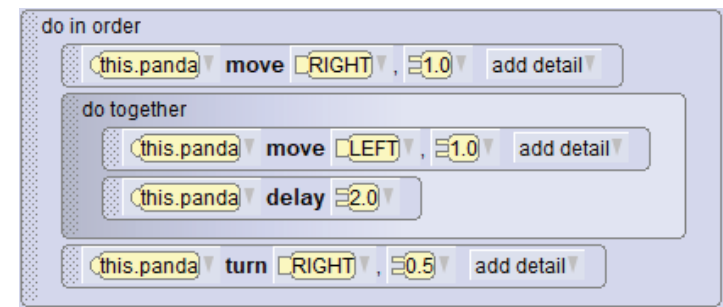 do in order
this.panda move RIGHT , 1.0 add detail
do together
this.panda move LEFT , 1.0 add detail
this.panda delay 2.0
this.panda turn RIGHT , 0.5 add detail